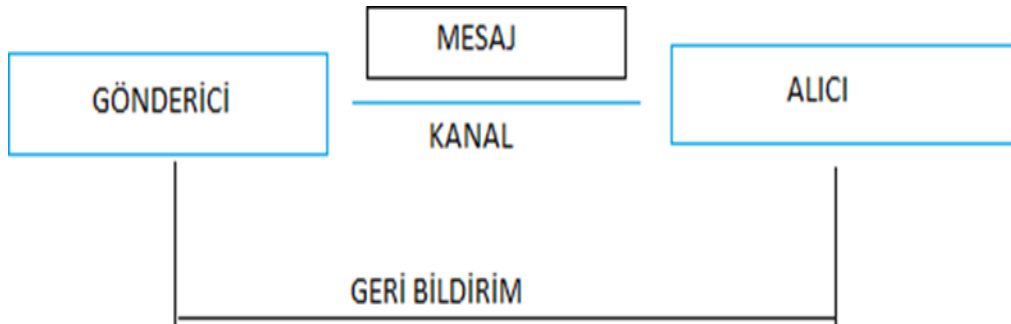 MESAJ
GÖNDERİCİ
ALICI
KANAL
GERİ BİLDİRİM